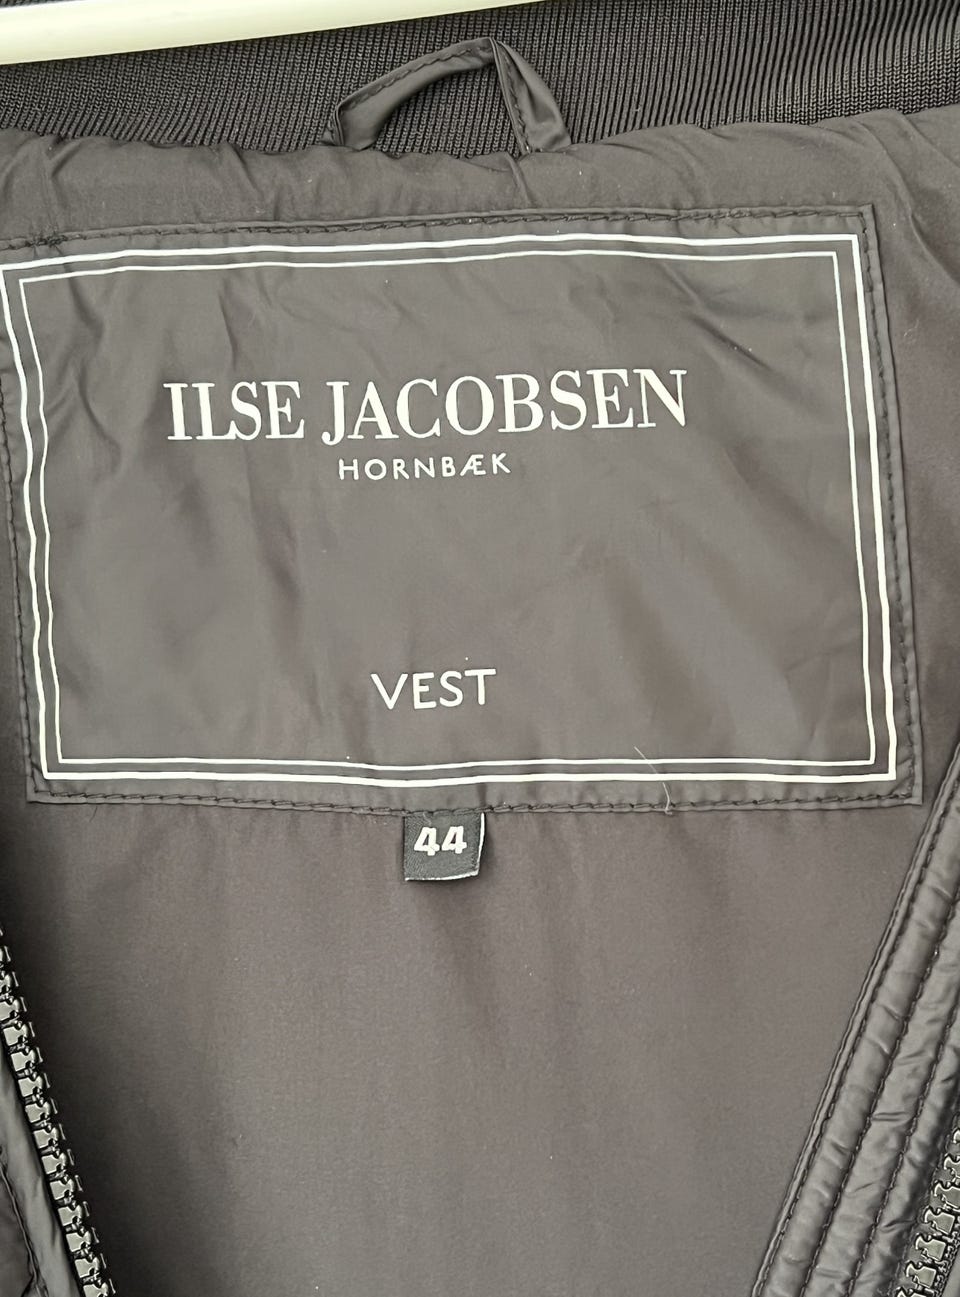 ILSE JACOBSEN
HORNBÆK
VEST
44